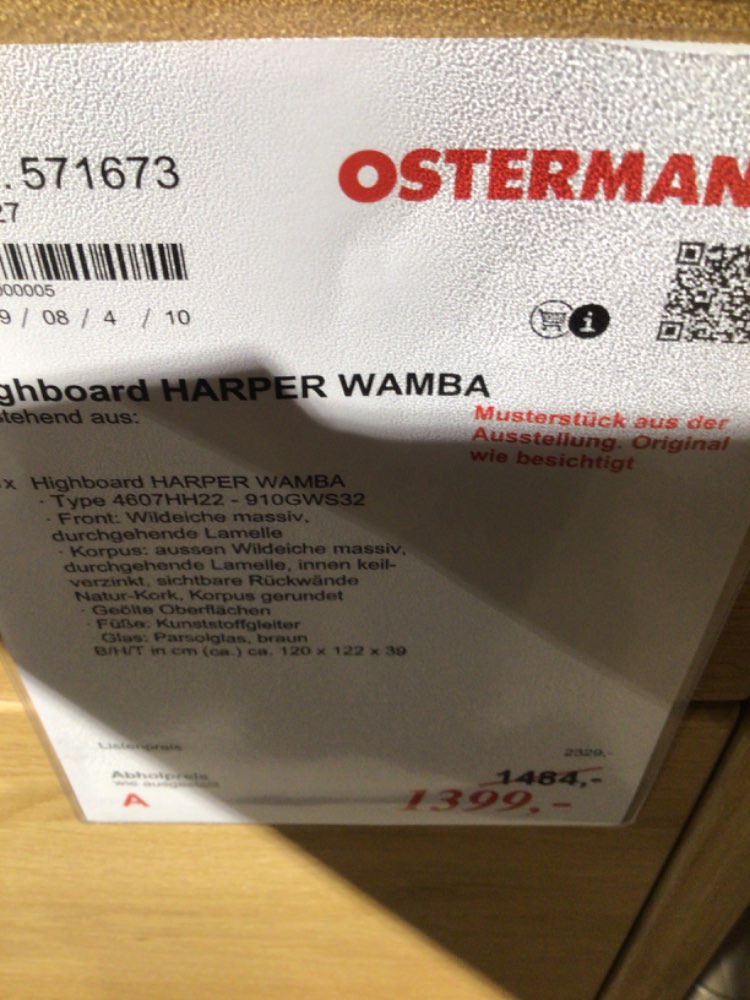 . 571673
OSTERMAN
27
00005
9 / 08 / 4 / 10
i
ghboard HARPER WAMBA
stehend aus:
Musterstück aus der
Ausstellung. Original
wie besichtigt
x Highboard HARPER WAMBA
· Type 4607HH22 - 910GWS32
· Front: Wildeiche massiv,
durchgehende Lamelle
· Korpus: aussen Wildeiche massiv,
durchgehende Lamelle, innen keil-
verzinkt, sichtbare Rückwände
Natur-Kork, Korpus gerundet
· Geölte Oberflächen
· Füße: Kunststoffgleiter
Glas: Parsolglas, braun
B/H/T in cm (ca.) ca. 120 x 122 x 39
Listenpreis 2329,-
Abholpreis 1484,-
wie ausgestellt
A 1399,-